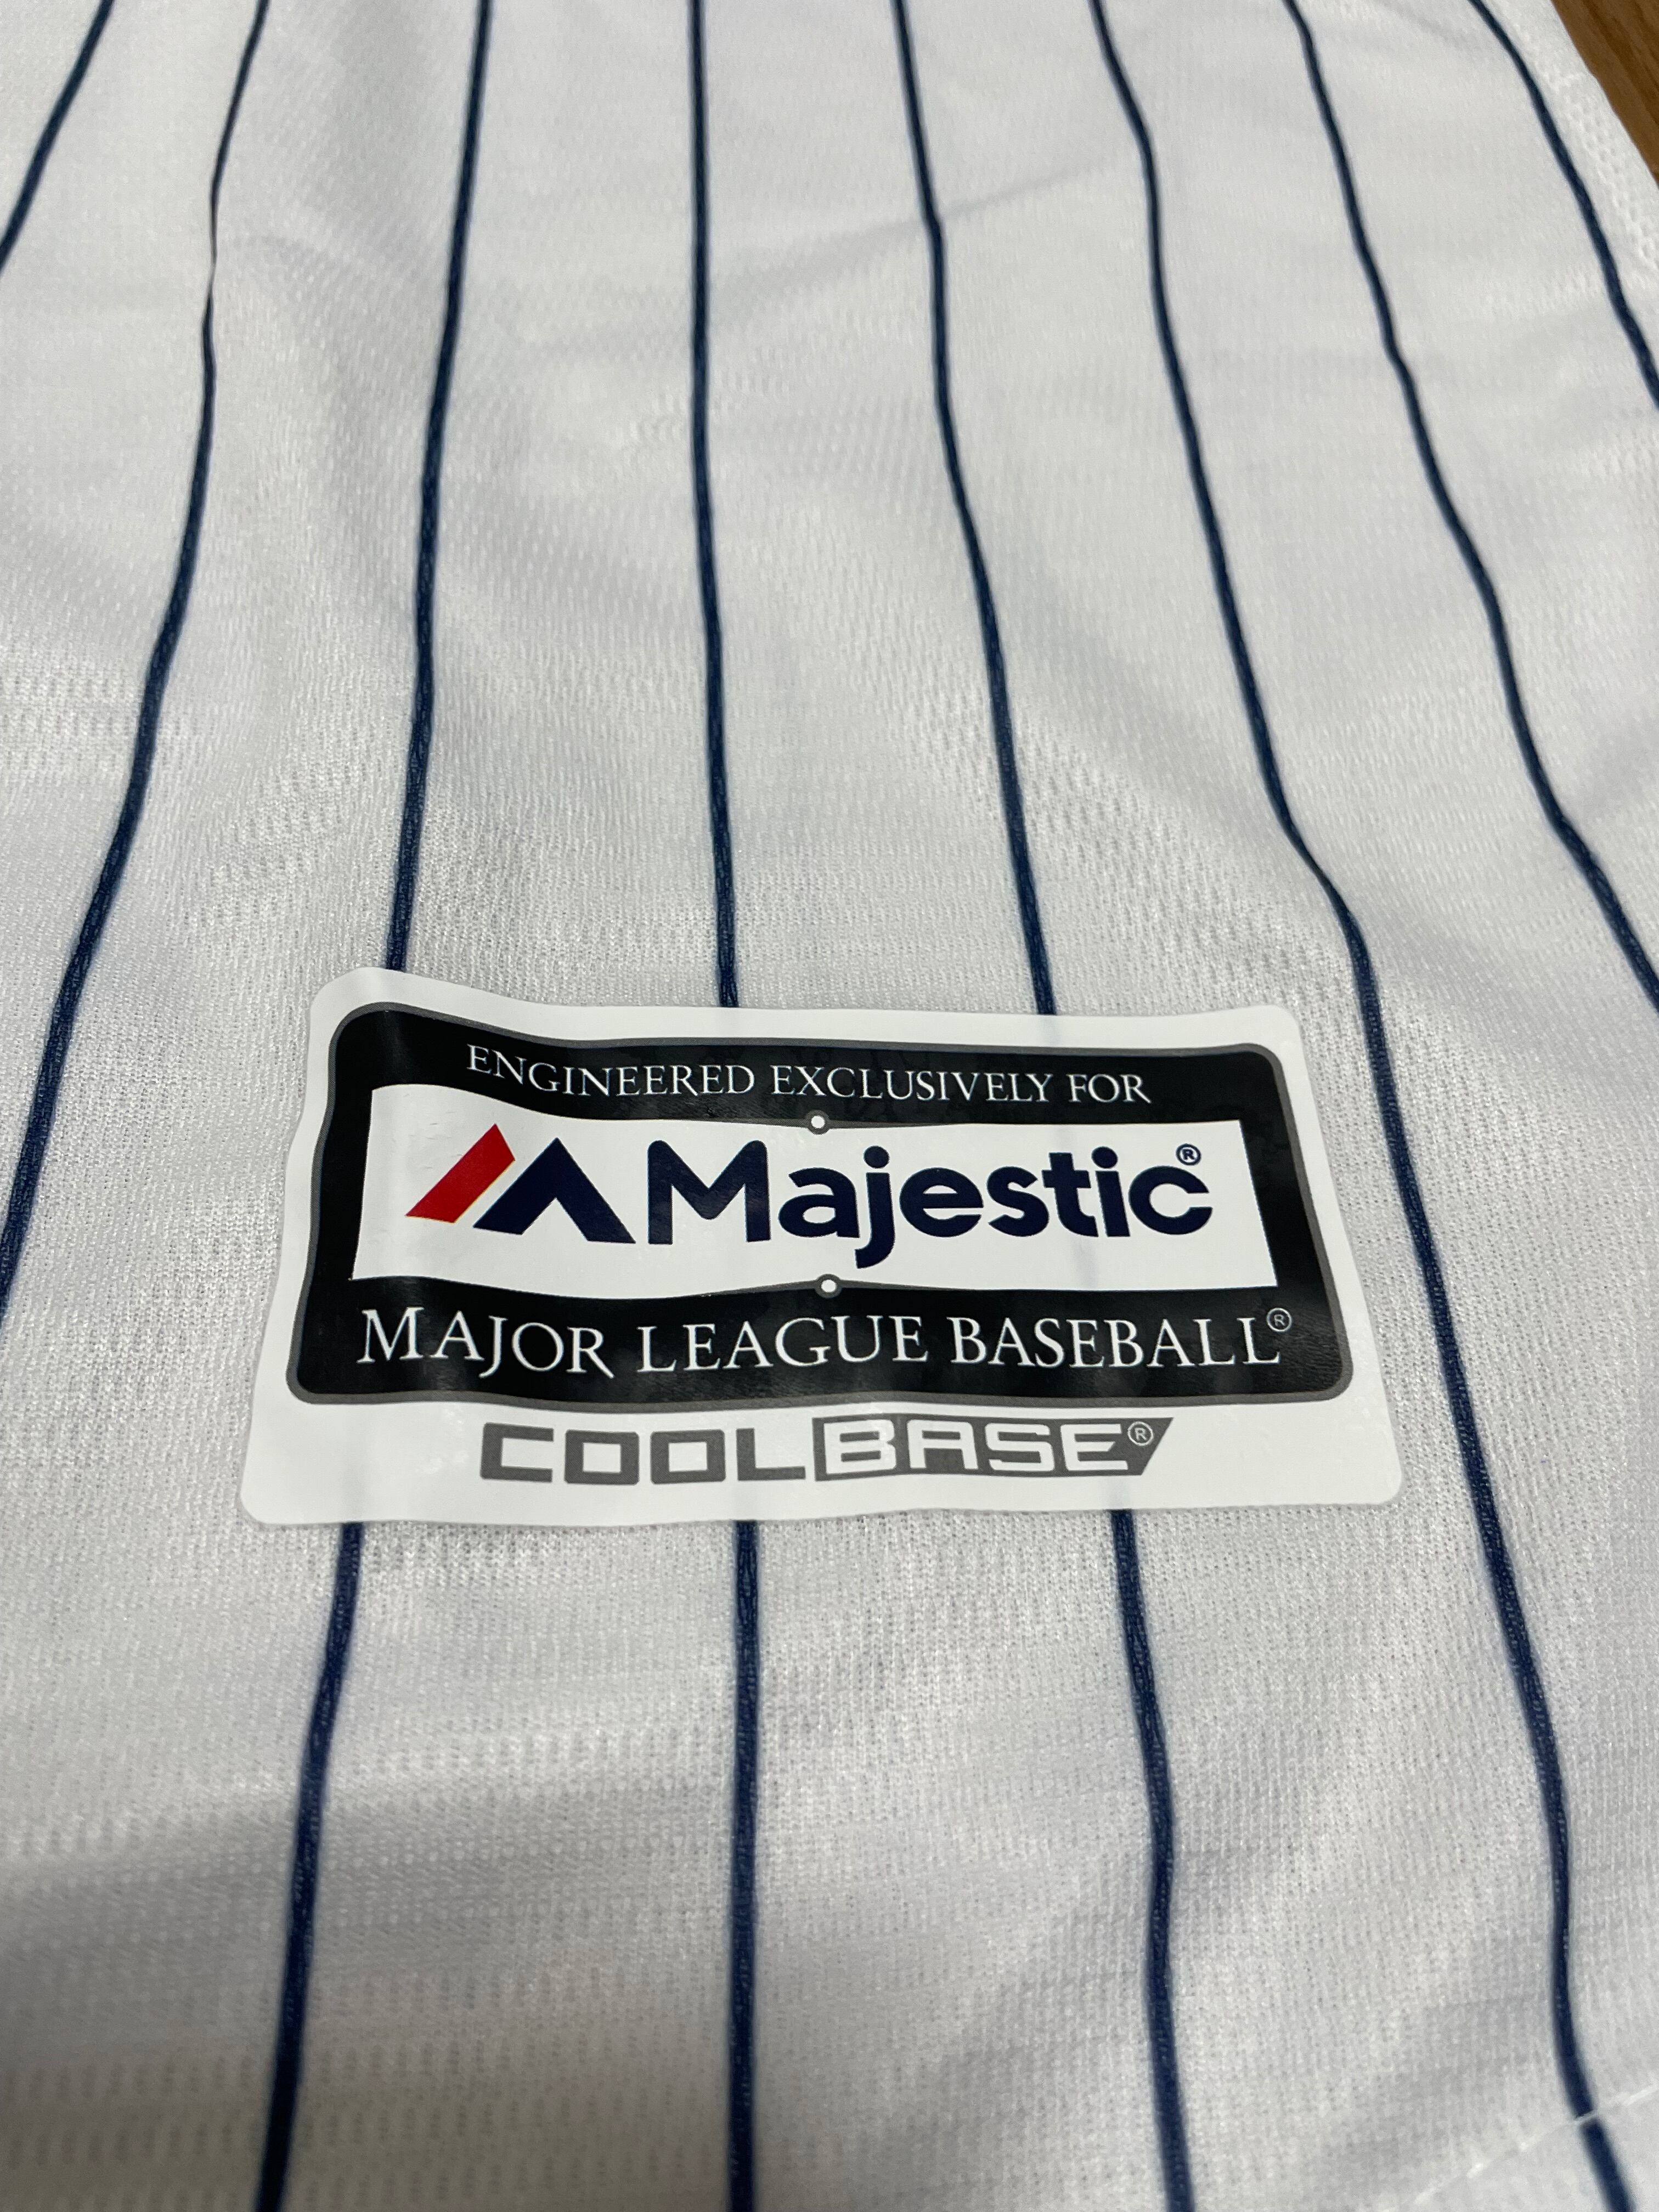 ENGINEERED EXCLUSIVELY FOR
Majestic®
MAJOR LEAGUE BASEBALL®
COOLBASE®